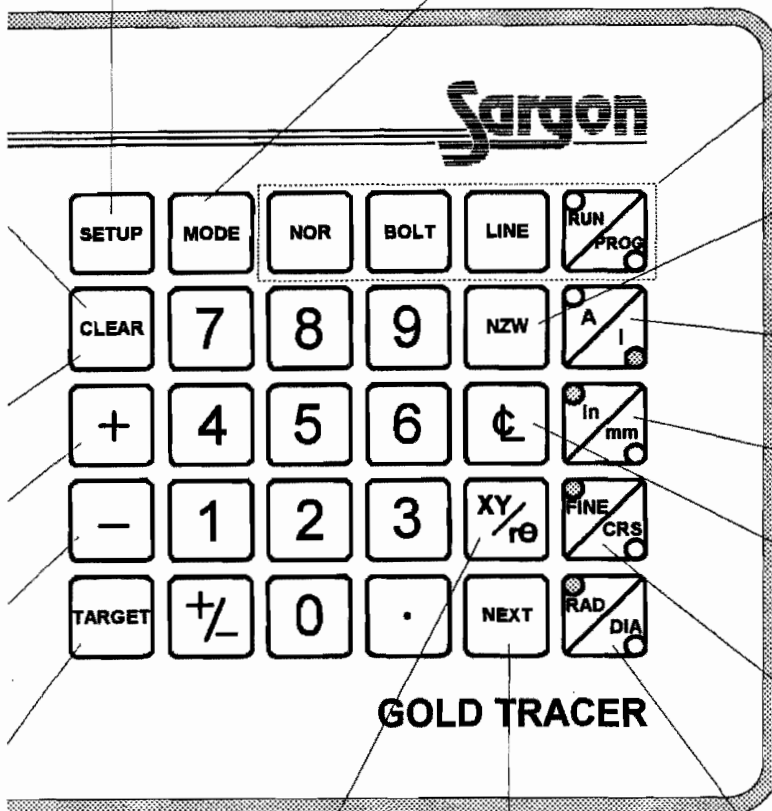 Sargon
SETUP MODE NOR BOLT LINE RUN PROG
CLEAR 7 8 9 NZW A I
+ 4 5 6 ℄ in mm
− 1 2 3 XY/rΘ FINE CRS
TARGET +/− 0 . NEXT RAD DIA
GOLD TRACER